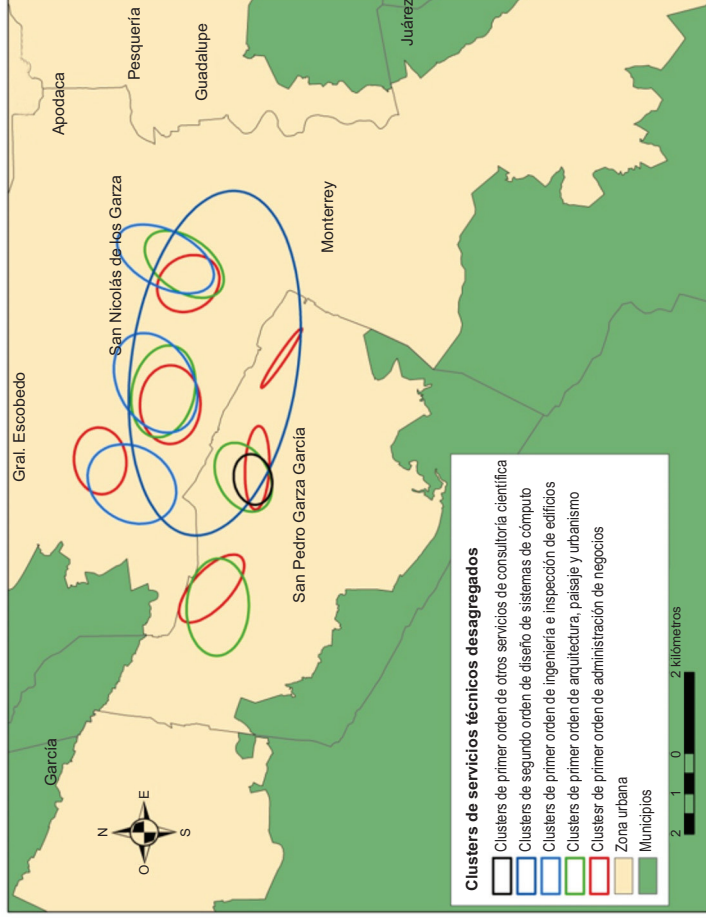 Gral. Escobedo
Apodaca
Pesquería
San Nicolás de los Garza
Guadalupe
García
Monterrey
Juárez
San Pedro Garza García
N
O
E
S
Clusters de servicios técnicos desagregados
Clusters de primer orden de otros servicios de consultoría científica
Clusters de segundo orden de diseño de sistemas de cómputo
Clusters de primer orden de ingeniería e inspección de edificios
Clusters de primer orden de arquitectura, paisaje y urbanismo
Clustesr de primer orden de administración de negocios
Zona urbana
Municipios
2 1 0 2 kilómetros